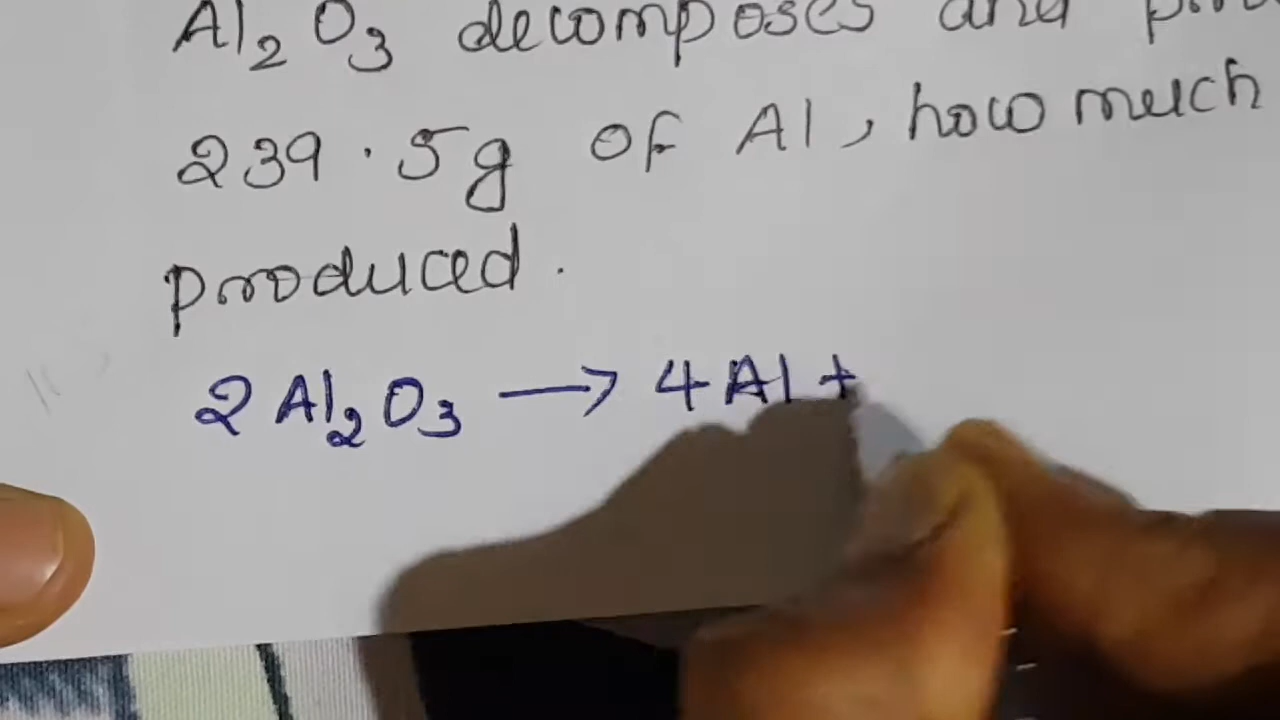 Al₂O₃ decomposes and
239.5g of Al, how much
produced.
2Al₂O₃ → 4Al +